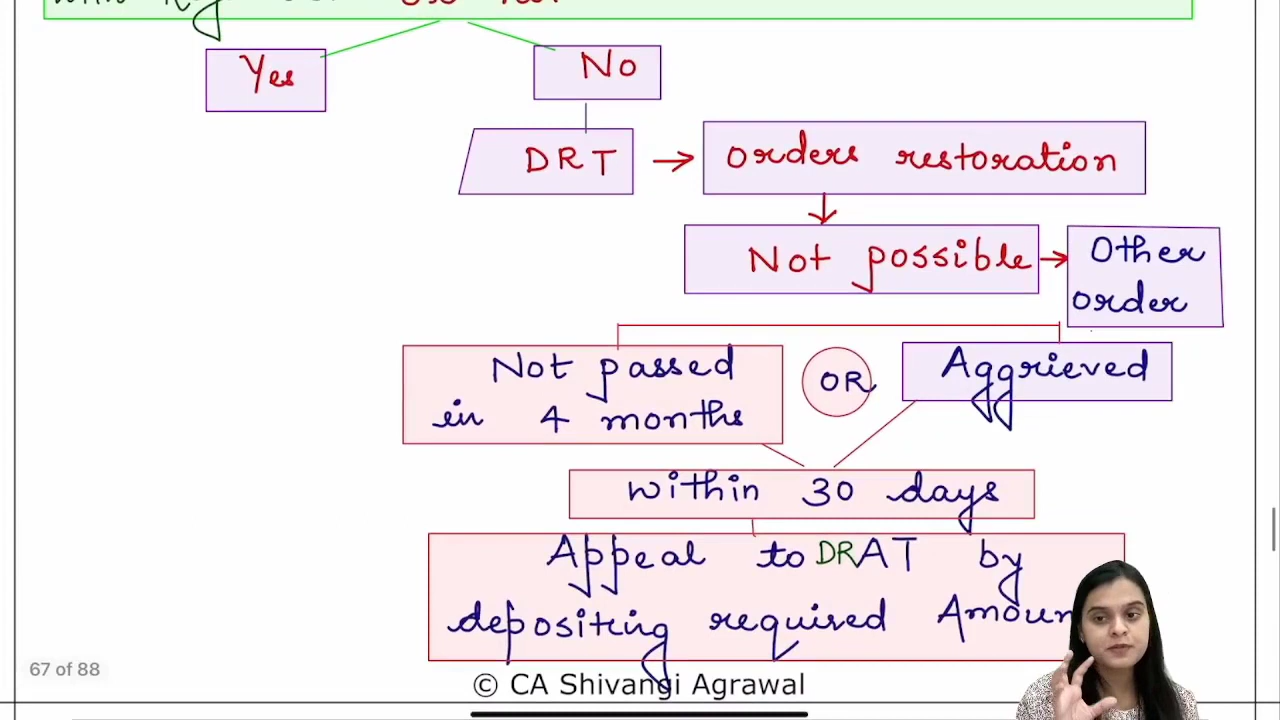 Yes
No
DRT → orders restoration
Not possible → Other order
Not passed in 4 months
OR
Aggrieved
within 30 days
Appeal to DRAT by
depositing required
67 of 88
© CA Shivangi Agrawal